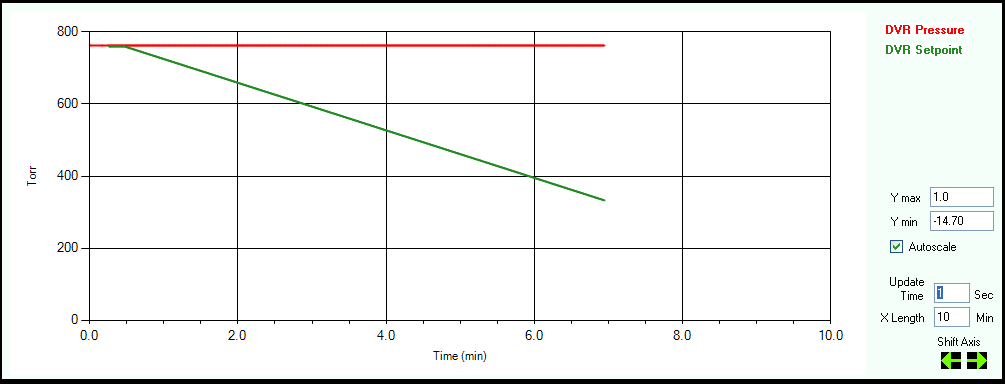 DVR Pressure
DVR Setpoint
800
600
400
200
0
Torr
0.0 2.0 4.0 6.0 8.0 10.0
Time (min)
Y max 1.0
Y min -14.70
Autoscale
Update Time 1 Sec
X Length 10 Min
Shift Axis